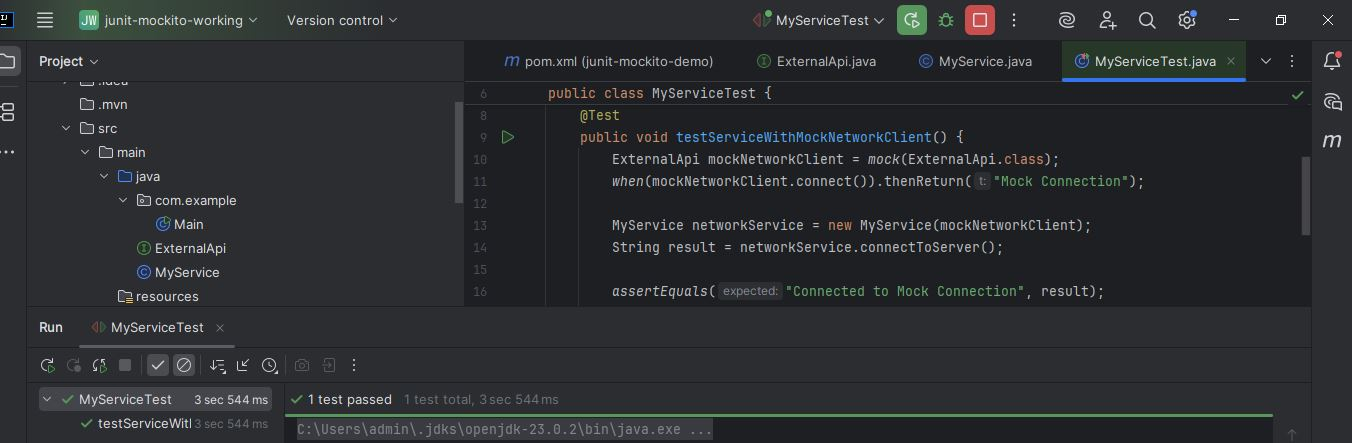 JW junit-mockito-working Version control MyServiceTest
Project
pom.xml (junit-mockito-demo) ExternalApi.java MyService.java MyServiceTest.java
.idea
.mvn
src
main
java
com.example
Main
ExternalApi
MyService
resources
6 public class MyServiceTest {
8 @Test
9 public void testServiceWithMockNetworkClient() {
10 ExternalApi mockNetworkClient = mock(ExternalApi.class);
11 when(mockNetworkClient.connect()).thenReturn( t: "Mock Connection");
12
13 MyService networkService = new MyService(mockNetworkClient);
14 String result = networkService.connectToServer();
15
16 assertEquals( expected: "Connected to Mock Connection", result);
Run MyServiceTest
MyServiceTest 3 sec 544 ms
testServiceWitl 3 sec 544 ms
1 test passed 1 test total, 3 sec 544 ms
C:\Users\admin\.jdks\openjdk-23.0.2\bin\java.exe ...